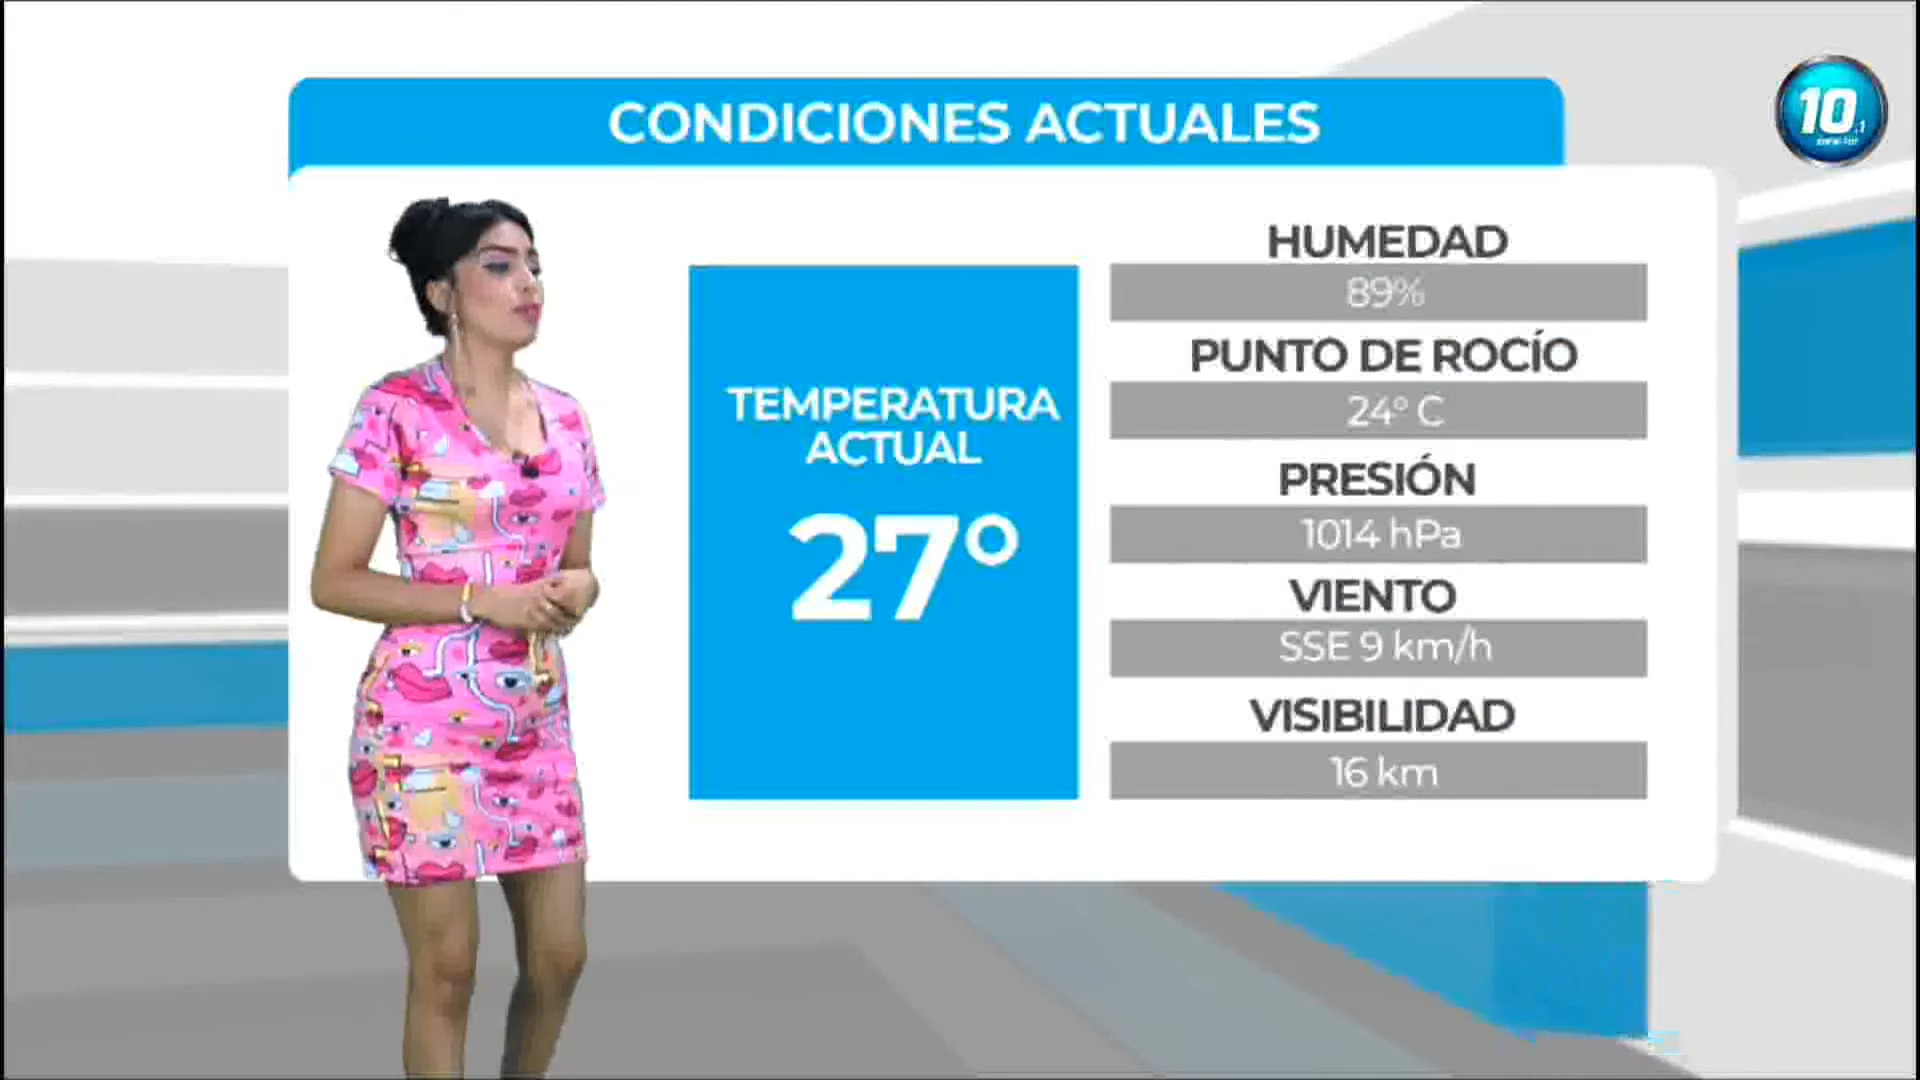 CONDICIONES ACTUALES
10.1
TEMPERATURA
ACTUAL
27°
HUMEDAD
89%
PUNTO DE ROCÍO
24° C
PRESIÓN
1014 hPa
VIENTO
SSE 9 km/h
VISIBILIDAD
16 km